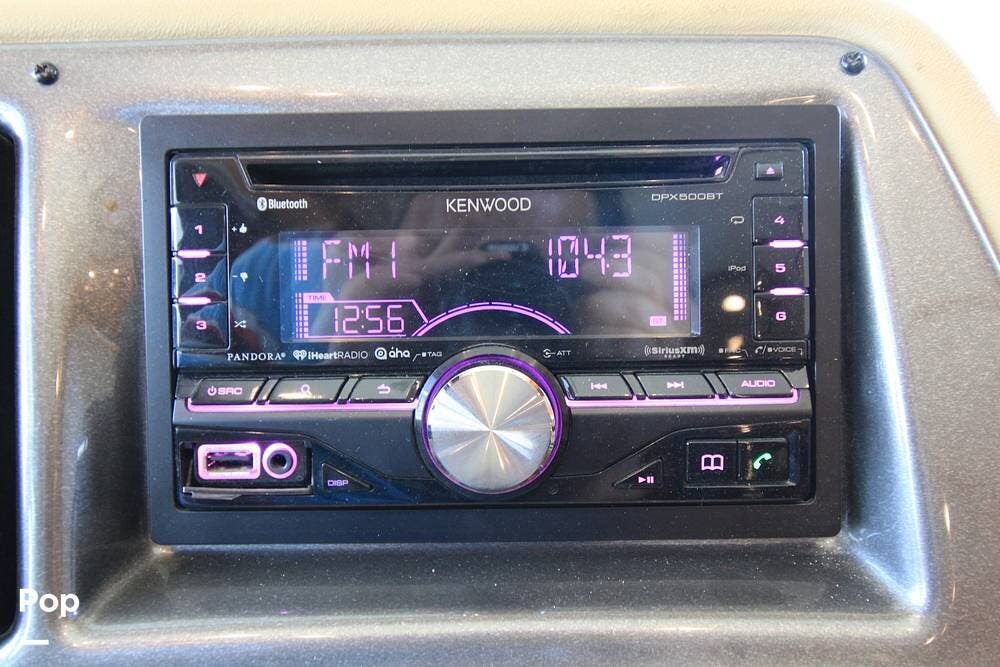 Bluetooth
KENWOOD
DPX500BT
1
4
FM1
104.3
2
iPod
5
TIME
12:56
3
6
PANDORA®
iHeartRADIO
aha
TAG
ATT
((SiriusXM))
READY
VOICE
SRC
AUDIO
DISP
Pop